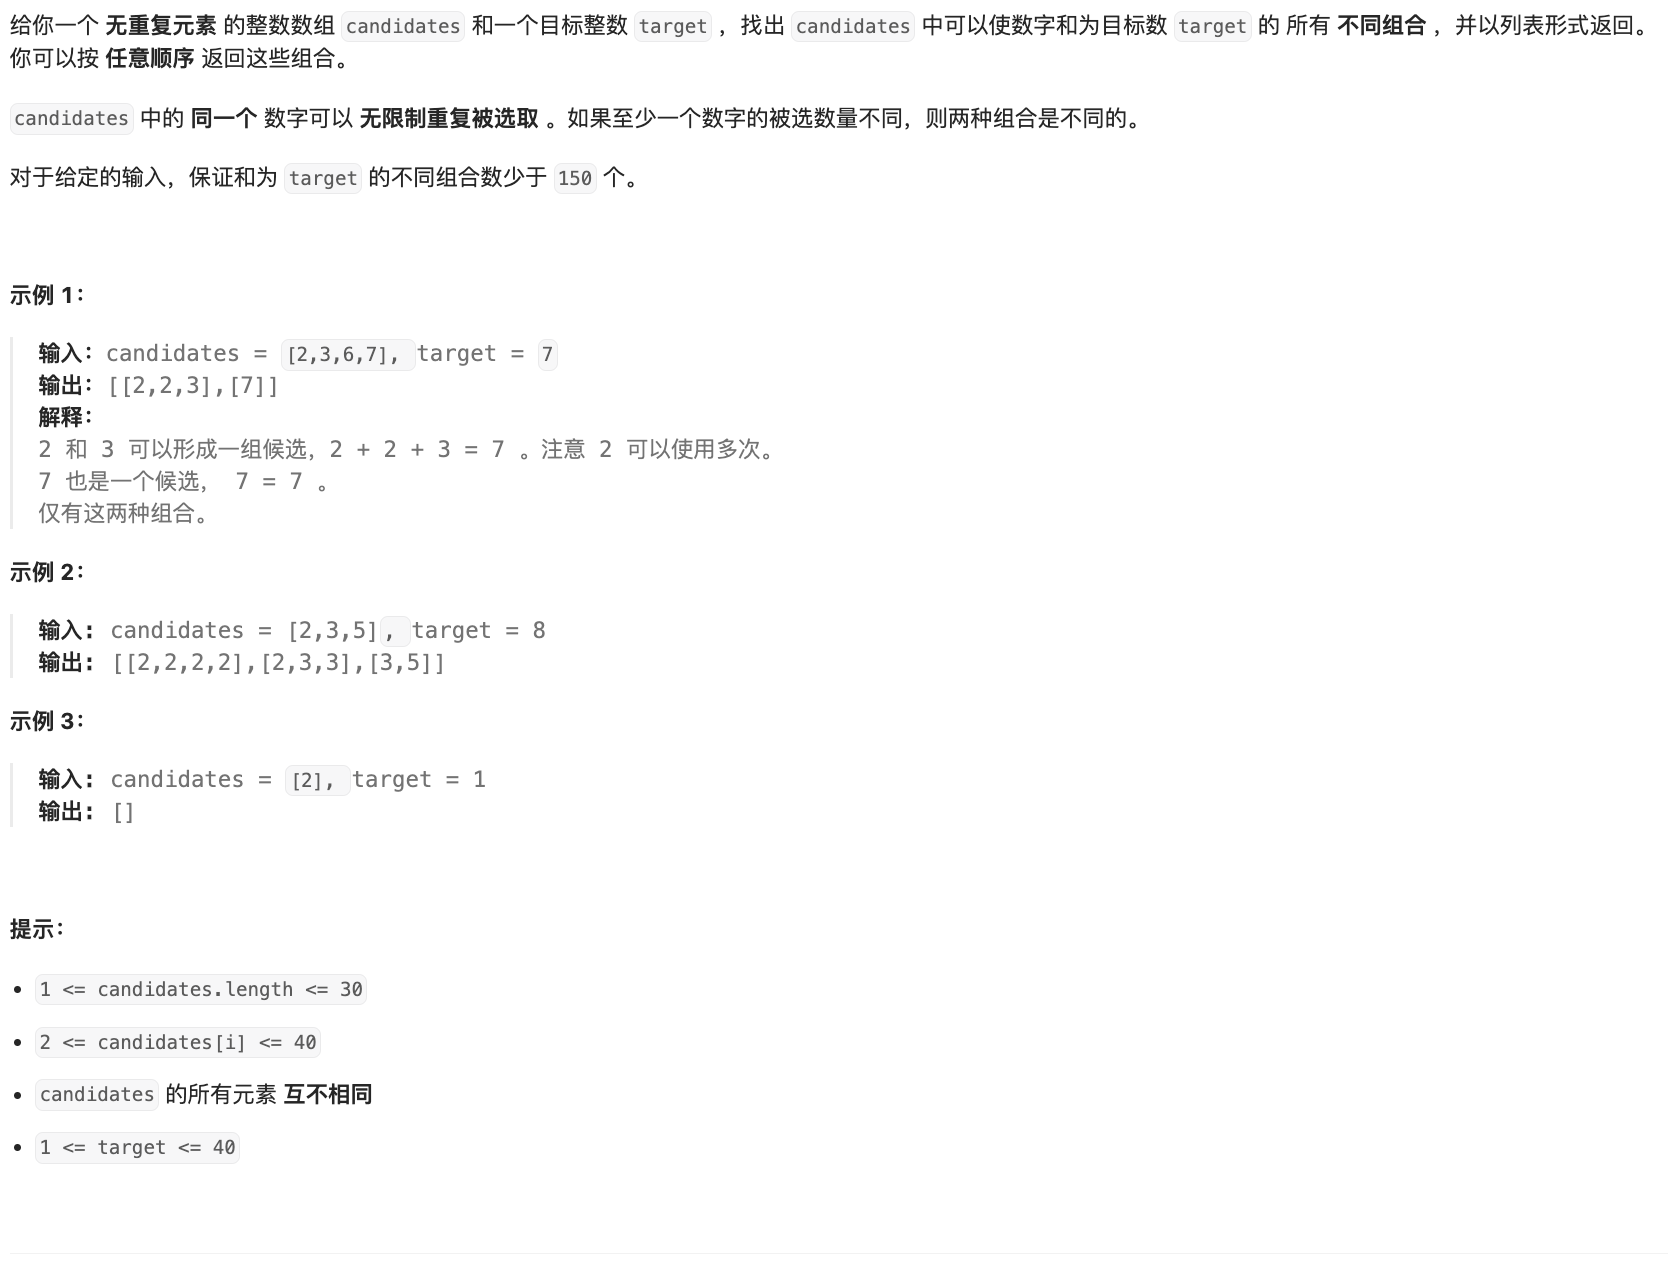 给你一个 无重复元素 的整数数组 candidates 和一个目标整数 target ，找出 candidates 中可以使数字和为目标数 target 的 所有 不同组合 ，并以列表形式返回。
你可以按 任意顺序 返回这些组合。
candidates 中的 同一个 数字可以 无限制重复被选取 。如果至少一个数字的被选数量不同，则两种组合是不同的。
对于给定的输入，保证和为 target 的不同组合数少于 150 个。
示例 1：
输入：candidates = [2,3,6,7], target = 7
输出：[[2,2,3],[7]]
解释：
2 和 3 可以形成一组候选，2 + 2 + 3 = 7 。注意 2 可以使用多次。
7 也是一个候选， 7 = 7 。
仅有这两种组合。
示例 2：
输入: candidates = [2,3,5], target = 8
输出: [[2,2,2,2],[2,3,3],[3,5]]
示例 3：
输入: candidates = [2], target = 1
输出: []
提示：
• 1 <= candidates.length <= 30
• 2 <= candidates[i] <= 40
• candidates 的所有元素 互不相同
• 1 <= target <= 40